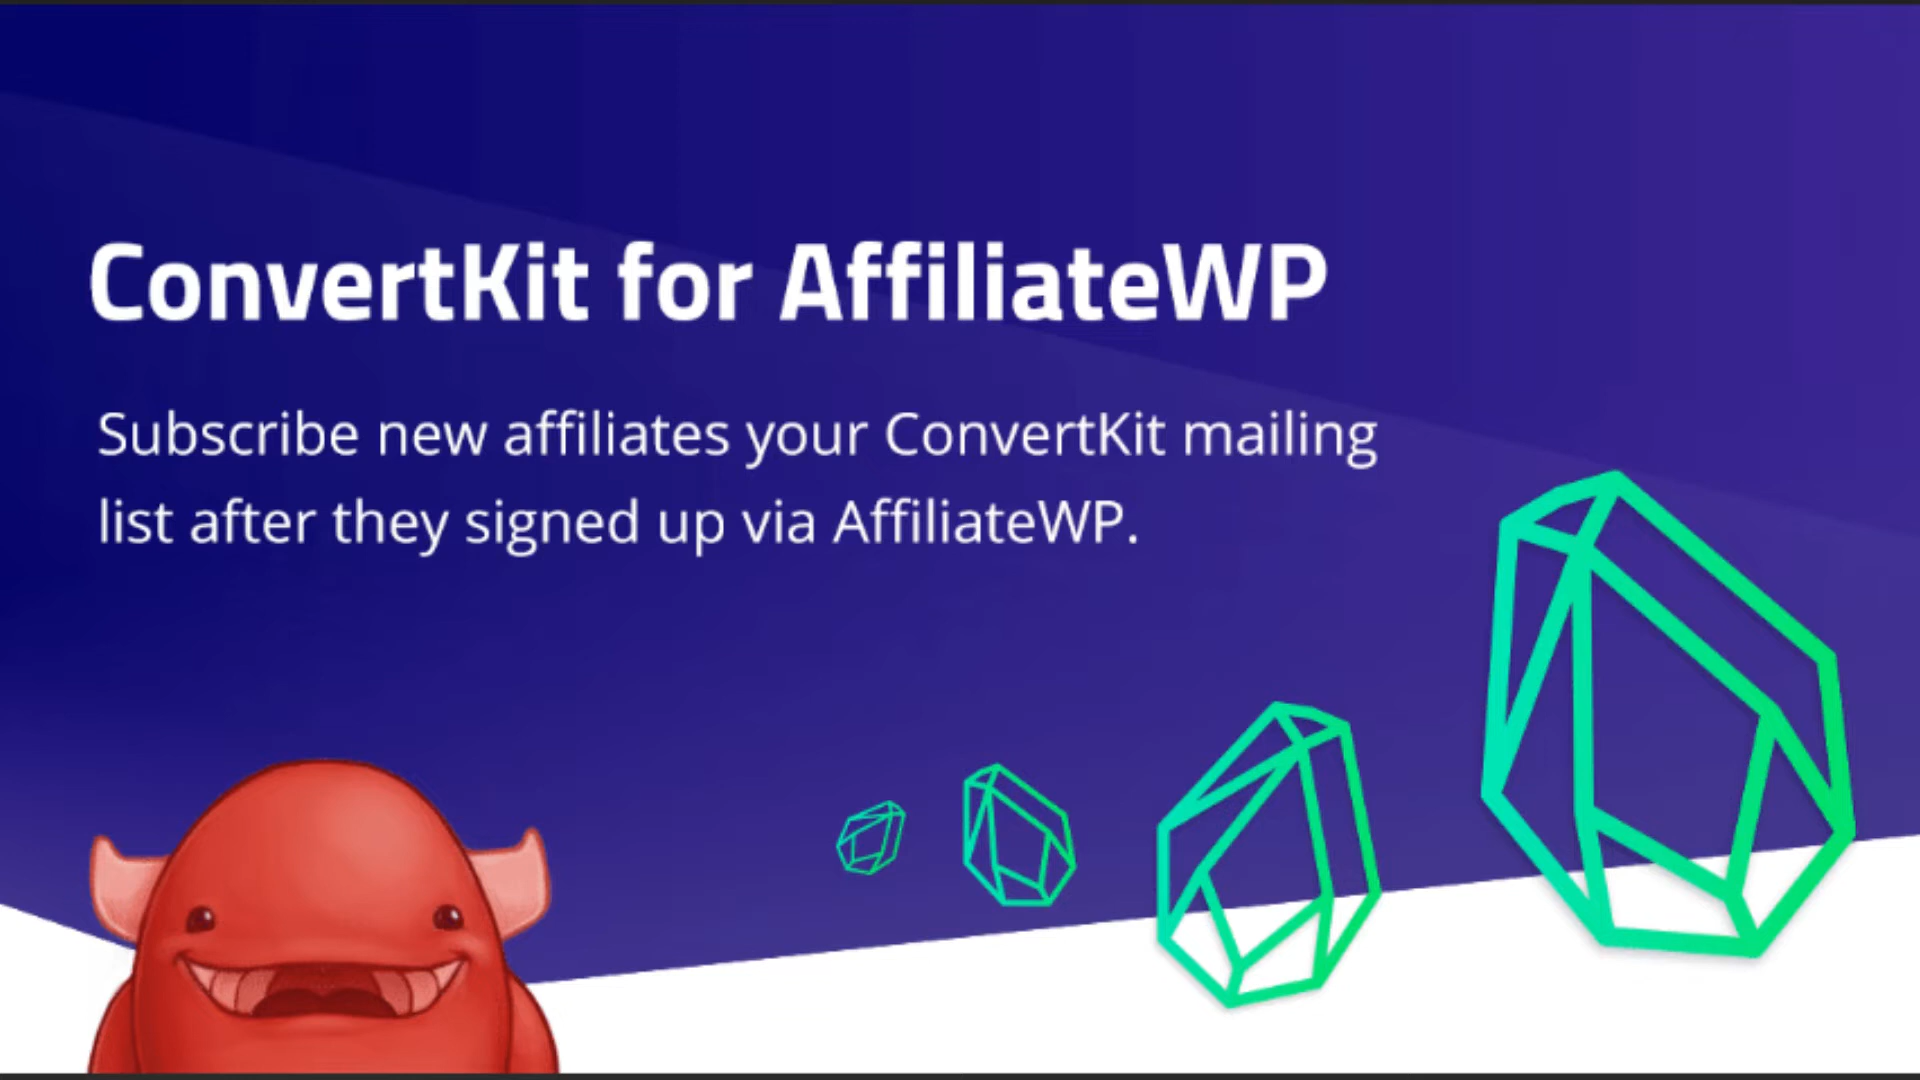 ConvertKit for AffiliateWP
Subscribe new affiliates your ConvertKit mailing
list after they signed up via AffiliateWP.